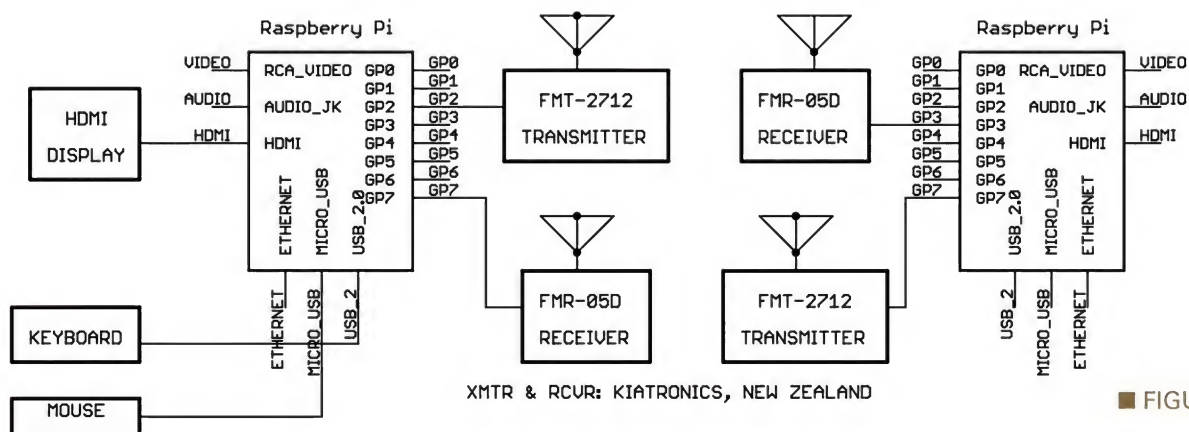 Raspberry Pi
VIDEO
RCA_VIDEO
AUDIO
AUDIO_JK
HDMI
HDMI
GP0
GP1
GP2
GP3
GP4
GP5
GP6
GP7
GP0
GP1
GP2
GP3
GP4
GP5
GP6
GP7
ETHERNET
MICRO_USB
USB_2.0
ETHERNET
MICRO_USB
USB_2
HDMI
DISPLAY
KEYBOARD
MOUSE
FMT-2712
TRANSMITTER
FMR-05D
RECEIVER
FMR-05D
RECEIVER
FMT-2712
TRANSMITTER
Raspberry Pi
GP0
GP1
GP2
GP3
GP4
GP5
GP6
GP7
GP0
GP1
GP2
GP3
GP4
GP5
GP6
GP7
RCA_VIDEO
VIDEO
AUDIO_JK
AUDIO
HDMI
HDMI
USB_2.0
MICRO_USB
ETHERNET
USB_2
MICRO_USB
ETHERNET
XMTR & RCVR: KIATRONICS, NEW ZEALAND
■ FIGU